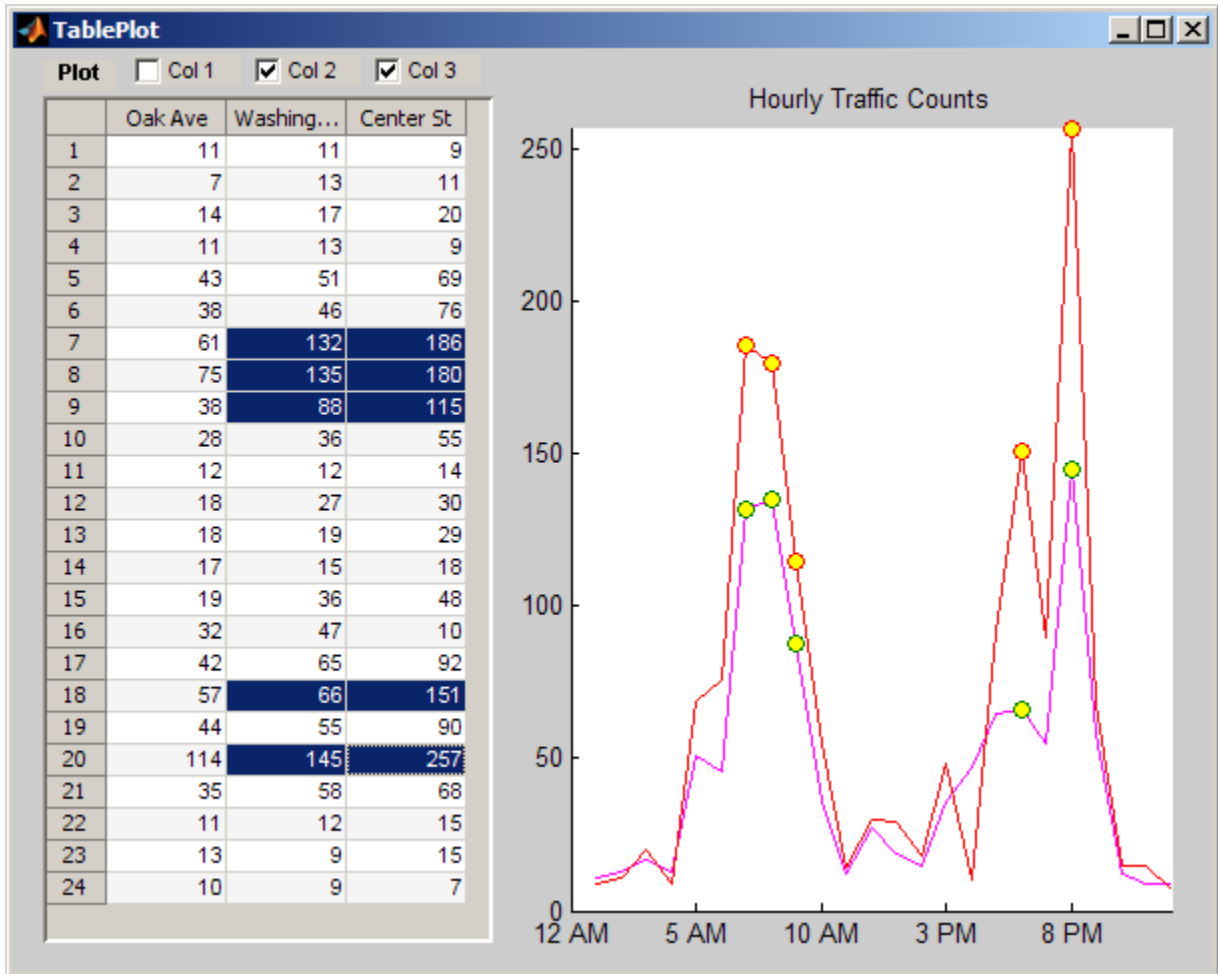 TablePlot
Plot Col 1 Col 2 Col 3
Oak Ave Washing... Center St
1 11 11 9
2 7 13 11
3 14 17 20
4 11 13 9
5 43 51 69
6 38 46 76
7 61 132 186
8 75 135 180
9 38 88 115
10 28 36 55
11 12 12 14
12 18 27 30
13 18 19 29
14 17 15 18
15 19 36 48
16 32 47 10
17 42 65 92
18 57 66 151
19 44 55 90
20 114 145 257
21 35 58 68
22 11 12 15
23 13 9 15
24 10 9 7
Hourly Traffic Counts
250
200
150
100
50
0
12 AM 5 AM 10 AM 3 PM 8 PM